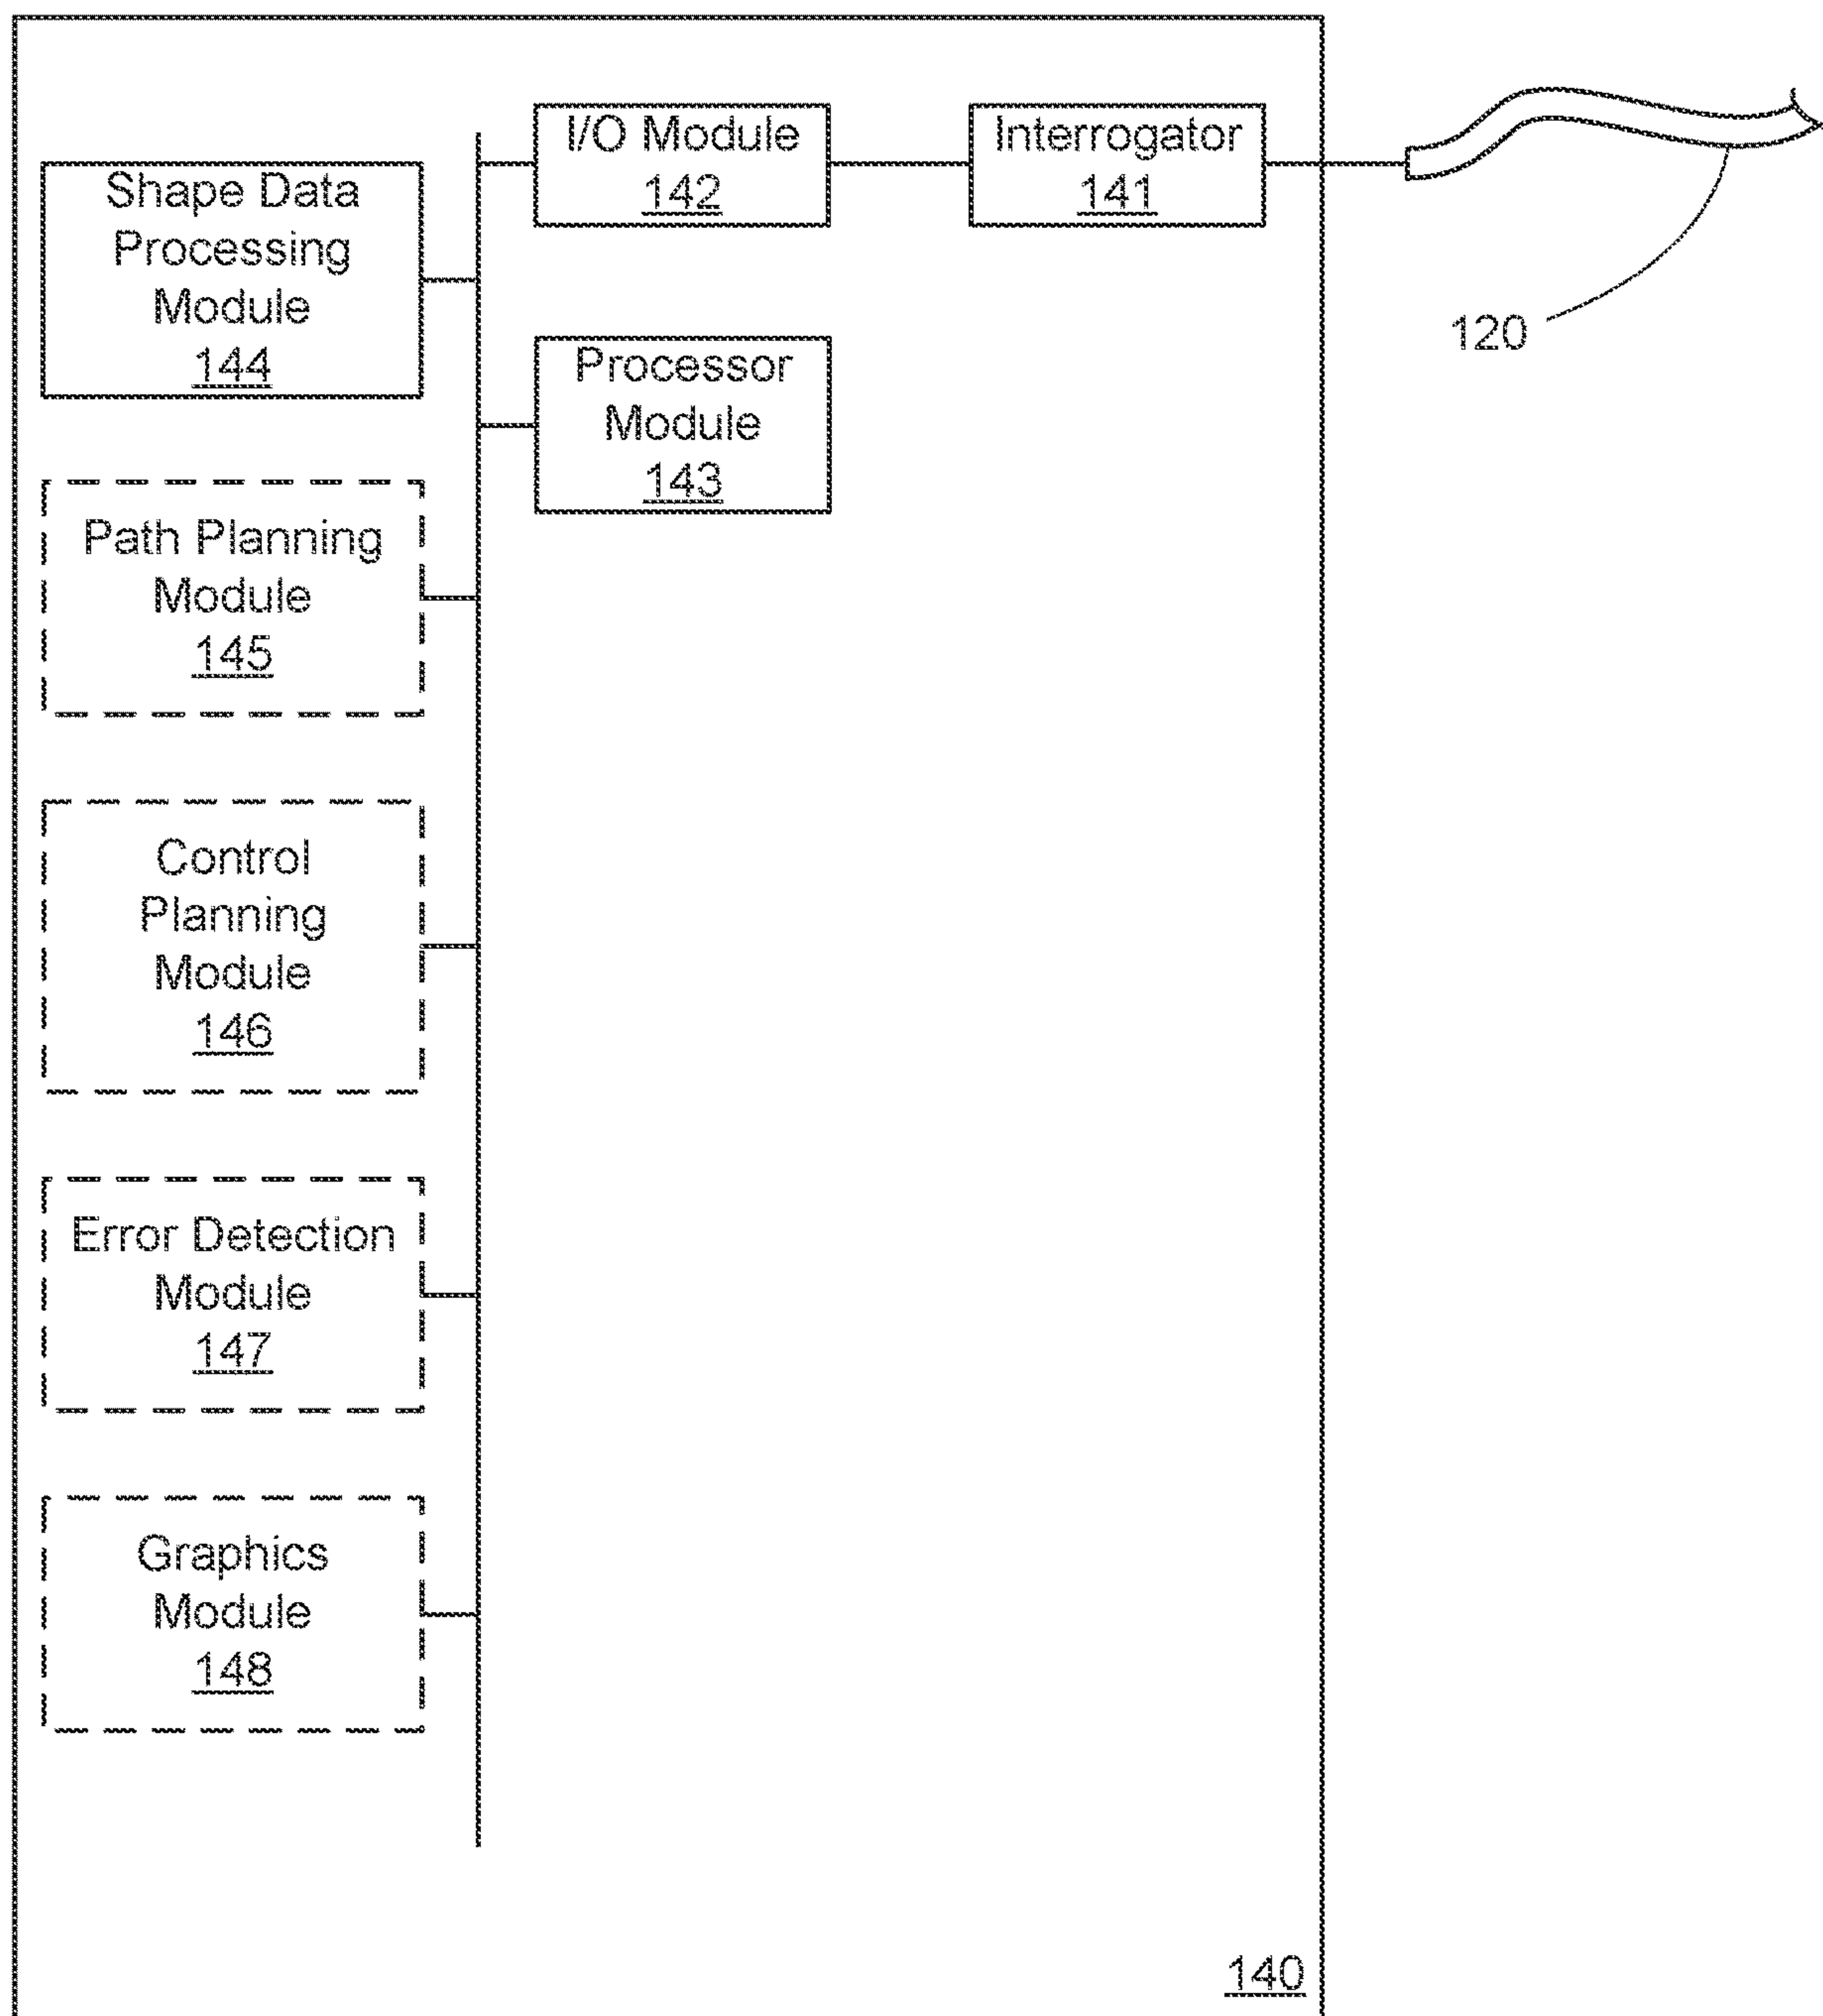 I/O Module
142
Interrogator
141
Shape Data
Processing
Module
144
120
Processor
Module
143
Path Planning
Module
145
Control
Planning
Module
146
Error Detection
Module
147
Graphics
Module
148
140